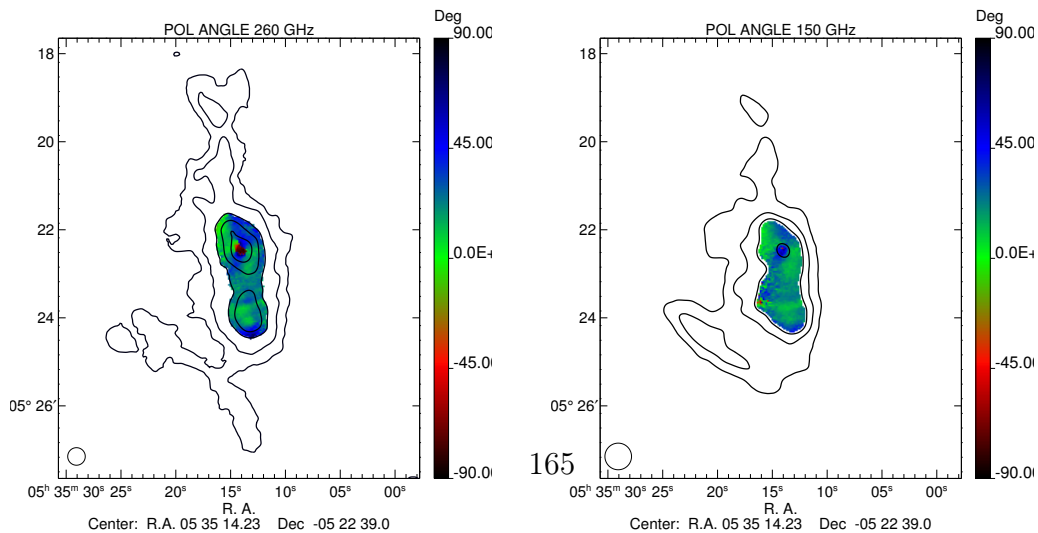 POL ANGLE 260 GHz
Deg
90.00
45.00
0.0E+
-45.00
-90.00
18
20
22
24
05° 26′
05ʰ 35ᵐ 30ˢ 25ˢ 20ˢ 15ˢ 10ˢ 05ˢ 00ˢ
R. A.
Center: R.A. 05 35 14.23 Dec -05 22 39.0
POL ANGLE 150 GHz
Deg
90.00
45.00
0.0E+
-45.00
-90.00
18
20
22
24
05° 26′
165
05ʰ 35ᵐ 30ˢ 25ˢ 20ˢ 15ˢ 10ˢ 05ˢ 00ˢ
R. A.
Center: R.A. 05 35 14.23 Dec -05 22 39.0